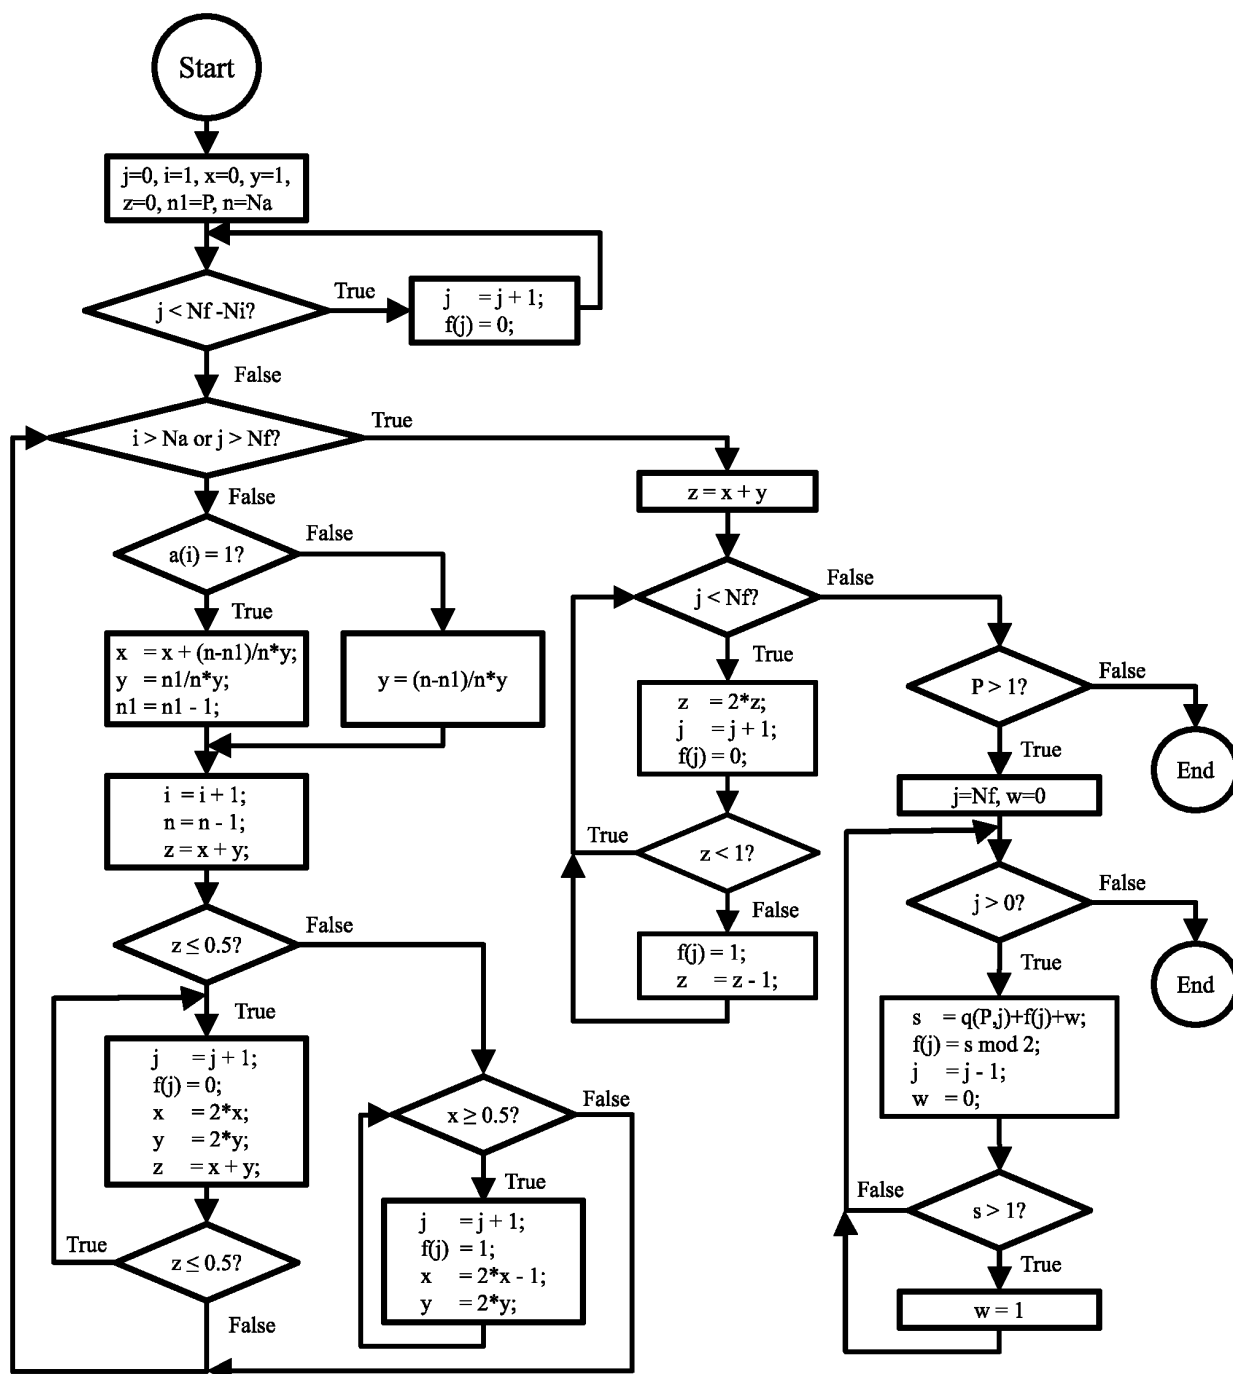 Start
j=0, i=1, x=0, y=1,
z=0, n1=P, n=Na
j < Nf -Ni?
True
j = j + 1;
f(j) = 0;
False
i > Na or j > Nf?
True
False
a(i) = 1?
False
True
x = x + (n-n1)/n*y;
y = n1/n*y;
n1 = n1 - 1;
y = (n-n1)/n*y
i = i + 1;
n = n - 1;
z = x + y;
z ≤ 0.5?
False
True
j = j + 1;
f(j) = 0;
x = 2*x;
y = 2*y;
z = x + y;
z ≤ 0.5?
True
False
x ≥ 0.5?
False
True
j = j + 1;
f(j) = 1;
x = 2*x - 1;
y = 2*y;
z = x + y
j < Nf?
False
True
z = 2*z;
j = j + 1;
f(j) = 0;
z < 1?
True
False
f(j) = 1;
z = z - 1;
P > 1?
False
End
True
j=Nf, w=0
j > 0?
False
End
True
s = q(P,j)+f(j)+w;
f(j) = s mod 2;
j = j - 1;
w = 0;
s > 1?
False
True
w = 1